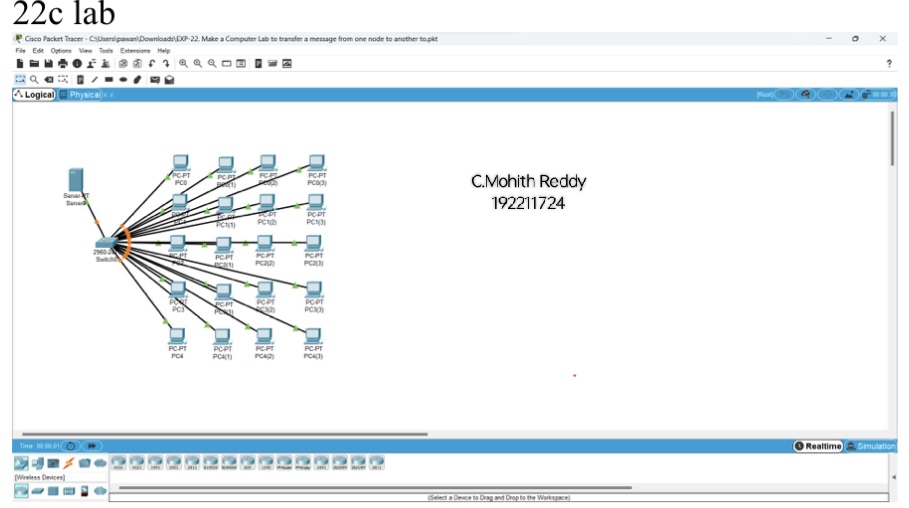 22c lab
Cisco Packet Tracer - C:\Users\pawan\Downloads\EXP-22. Make a Computer Lab to transfer a message from one node to another to.pkt
File Edit Options View Tools Extensions Help
?
Logical Physical
[Root]
C.Mohith Reddy
192211724
PC-PT PC-PT PC-PT PC-PT
PC0 PC0(1) PC0(2) PC0(3)
Server-PT
Server0
PC-PT PC-PT PC-PT PC-PT
PC1 PC1(1) PC1(2) PC1(3)
Switch0
PC-PT PC-PT PC-PT
PC2 PC2(1) PC2(2) PC2(3)
PC-PT PC-PT PC-PT PC-PT
PC3 PC3(1) PC3(2) PC3(3)
PC-PT PC-PT PC-PT PC-PT
PC4 PC4(1) PC4(2) PC4(3)
Time: 00:00:01
Realtime Simulation
[Wireless Devices]
(Select a Device to Drag and Drop to the Workspace)